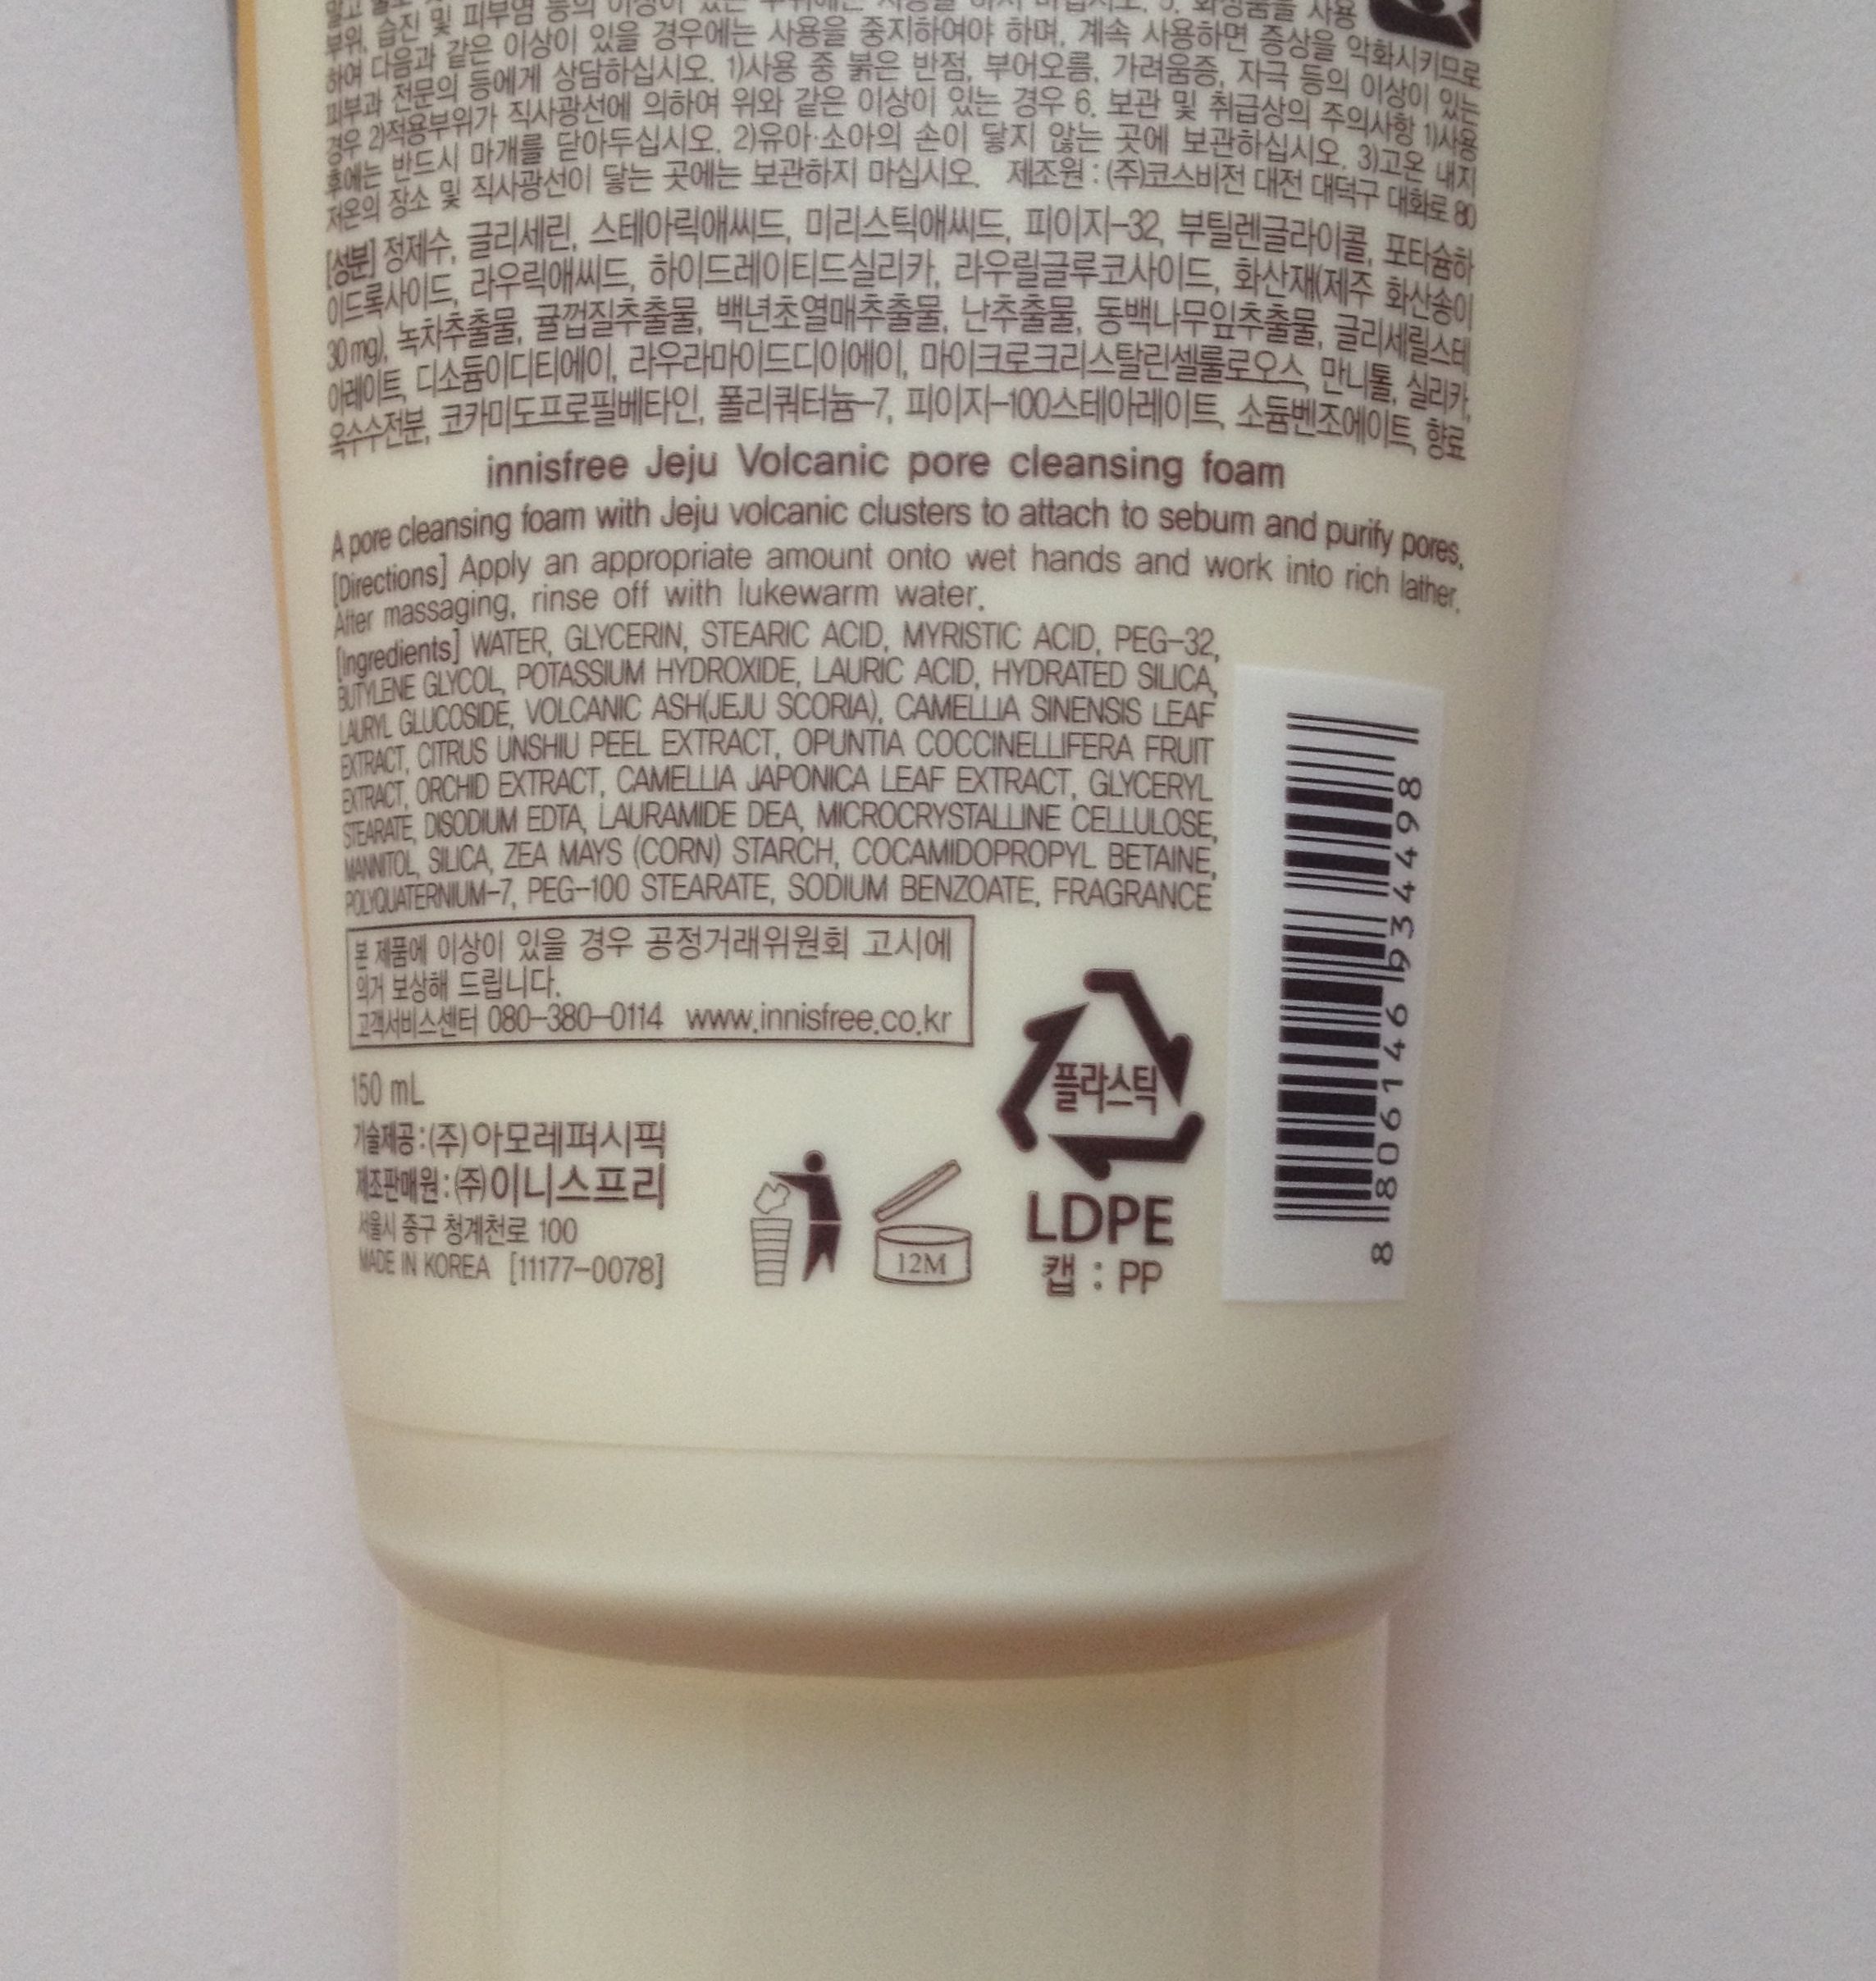 부위, 습진 및 피부염 등의 이상이 있는 부위에는 사용을 하지 마십시오. 5. 화장품을 사용
하여 다음과 같은 이상이 있을 경우에는 사용을 중지하여야 하며, 계속 사용하면 증상을 악화시키므로
피부과 전문의 등에게 상담하십시오. 1)사용 중 붉은 반점, 부어오름, 가려움증, 자극 등의 이상이 있는
경우 2)적용부위가 직사광선에 의하여 위와 같은 이상이 있는 경우 6. 보관 및 취급상의 주의사항 1)사용
후에는 반드시 마개를 닫아두십시오. 2)유아·소아의 손이 닿지 않는 곳에 보관하십시오. 3)고온 내지
저온의 장소 및 직사광선이 닿는 곳에는 보관하지 마십시오. 제조원 : (주)코스비전 대전 대덕구 대화로 80
[성분] 정제수, 글리세린, 스테아릭애씨드, 미리스틱애씨드, 피이지-32, 부틸렌글라이콜, 포타슘하
이드록사이드, 라우릭애씨드, 하이드레이티드실리카, 라우릴글루코사이드, 화산재(제주 화산송이
30mg), 녹차추출물, 귤껍질추출물, 백년초열매추출물, 난추출물, 동백나무잎추출물, 글리세릴스테
아레이트, 디소듐이디티에이, 라우라마이드디이에이, 마이크로크리스탈린셀룰로오스, 만니톨, 실리카,
옥수수전분, 코카미도프로필베타인, 폴리쿼터늄-7, 피이지-100스테아레이트, 소듐벤조에이트, 향료
innisfree Jeju Volcanic pore cleansing foam
A pore cleansing foam with Jeju volcanic clusters to attach to sebum and purify pores.
[Directions] Apply an appropriate amount onto wet hands and work into rich lather.
After massaging, rinse off with lukewarm water.
[Ingredients] WATER, GLYCERIN, STEARIC ACID, MYRISTIC ACID, PEG-32,
BUTYLENE GLYCOL, POTASSIUM HYDROXIDE, LAURIC ACID, HYDRATED SILICA,
LAURYL GLUCOSIDE, VOLCANIC ASH(JEJU SCORIA), CAMELLIA SINENSIS LEAF
EXTRACT, CITRUS UNSHIU PEEL EXTRACT, OPUNTIA COCCINELLIFERA FRUIT
EXTRACT, ORCHID EXTRACT, CAMELLIA JAPONICA LEAF EXTRACT, GLYCERYL
STEARATE, DISODIUM EDTA, LAURAMIDE DEA, MICROCRYSTALLINE CELLULOSE,
MANNITOL, SILICA, ZEA MAYS (CORN) STARCH, COCAMIDOPROPYL BETAINE,
POLYQUATERNIUM-7, PEG-100 STEARATE, SODIUM BENZOATE, FRAGRANCE
본 제품에 이상이 있을 경우 공정거래위원회 고시에
의거 보상해 드립니다.
고객서비스센터 080-380-0114 www.innisfree.co.kr
150 mL
기술제공 : (주)아모레퍼시픽
제조판매원 : (주)이니스프리
서울시 중구 청계천로 100
MADE IN KOREA [11177-0078]
12M
플라스틱
LDPE
캡 : PP
8 806146 934498